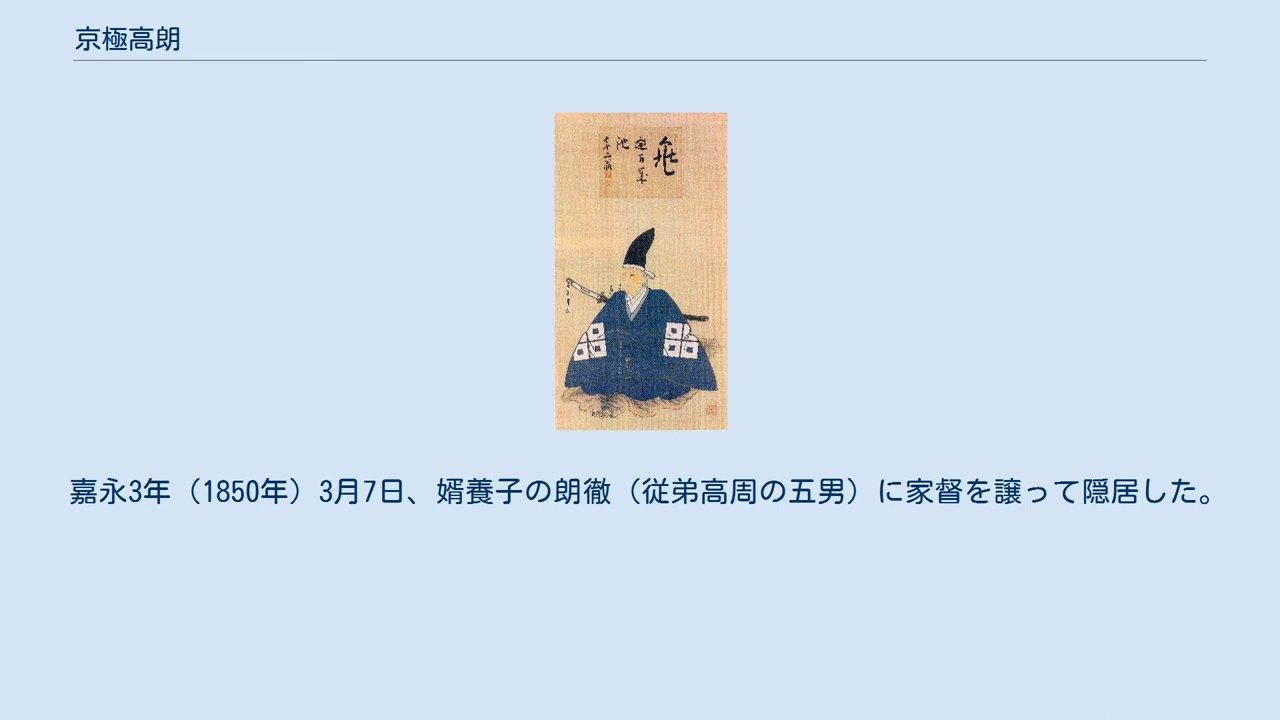 京極高朗
嘉永3年（1850年）3月7日、婿養子の朗徹（従弟高周の五男）に家督を譲って隠居した。